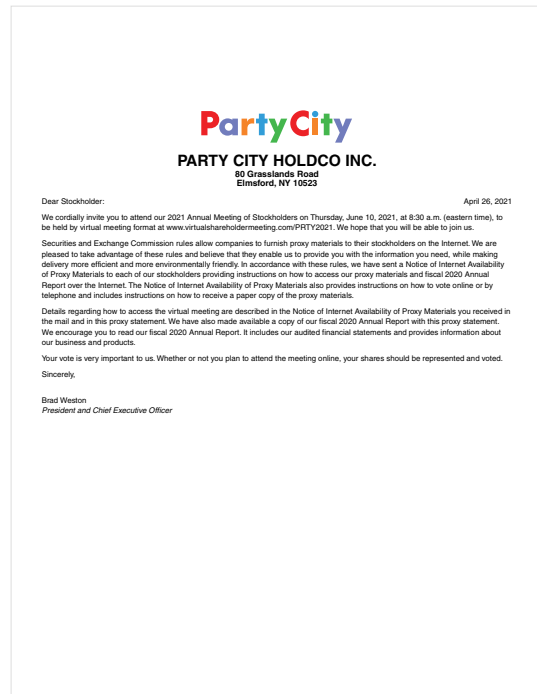 Party City
PARTY CITY HOLDCO INC.
80 Grasslands Road
Elmsford, NY 10523
Dear Stockholder: April 26, 2021
We cordially invite you to attend our 2021 Annual Meeting of Stockholders on Thursday, June 10, 2021, at 8:30 a.m. (eastern time), to
be held by virtual meeting format at www.virtualshareholdermeeting.com/PRTY2021. We hope that you will be able to join us.
Securities and Exchange Commission rules allow companies to furnish proxy materials to their stockholders on the Internet. We are
pleased to take advantage of these rules and believe that they enable us to provide you with the information you need, while making
delivery more efficient and more environmentally friendly. In accordance with these rules, we have sent a Notice of Internet Availability
of Proxy Materials to each of our stockholders providing instructions on how to access our proxy materials and fiscal 2020 Annual
Report over the Internet. The Notice of Internet Availability of Proxy Materials also provides instructions on how to vote online or by
telephone and includes instructions on how to receive a paper copy of the proxy materials.
Details regarding how to access the virtual meeting are described in the Notice of Internet Availability of Proxy Materials you received in
the mail and in this proxy statement. We have also made available a copy of our fiscal 2020 Annual Report with this proxy statement.
We encourage you to read our fiscal 2020 Annual Report. It includes our audited financial statements and provides information about
our business and products.
Your vote is very important to us. Whether or not you plan to attend the meeting online, your shares should be represented and voted.
Sincerely,
Brad Weston
President and Chief Executive Officer